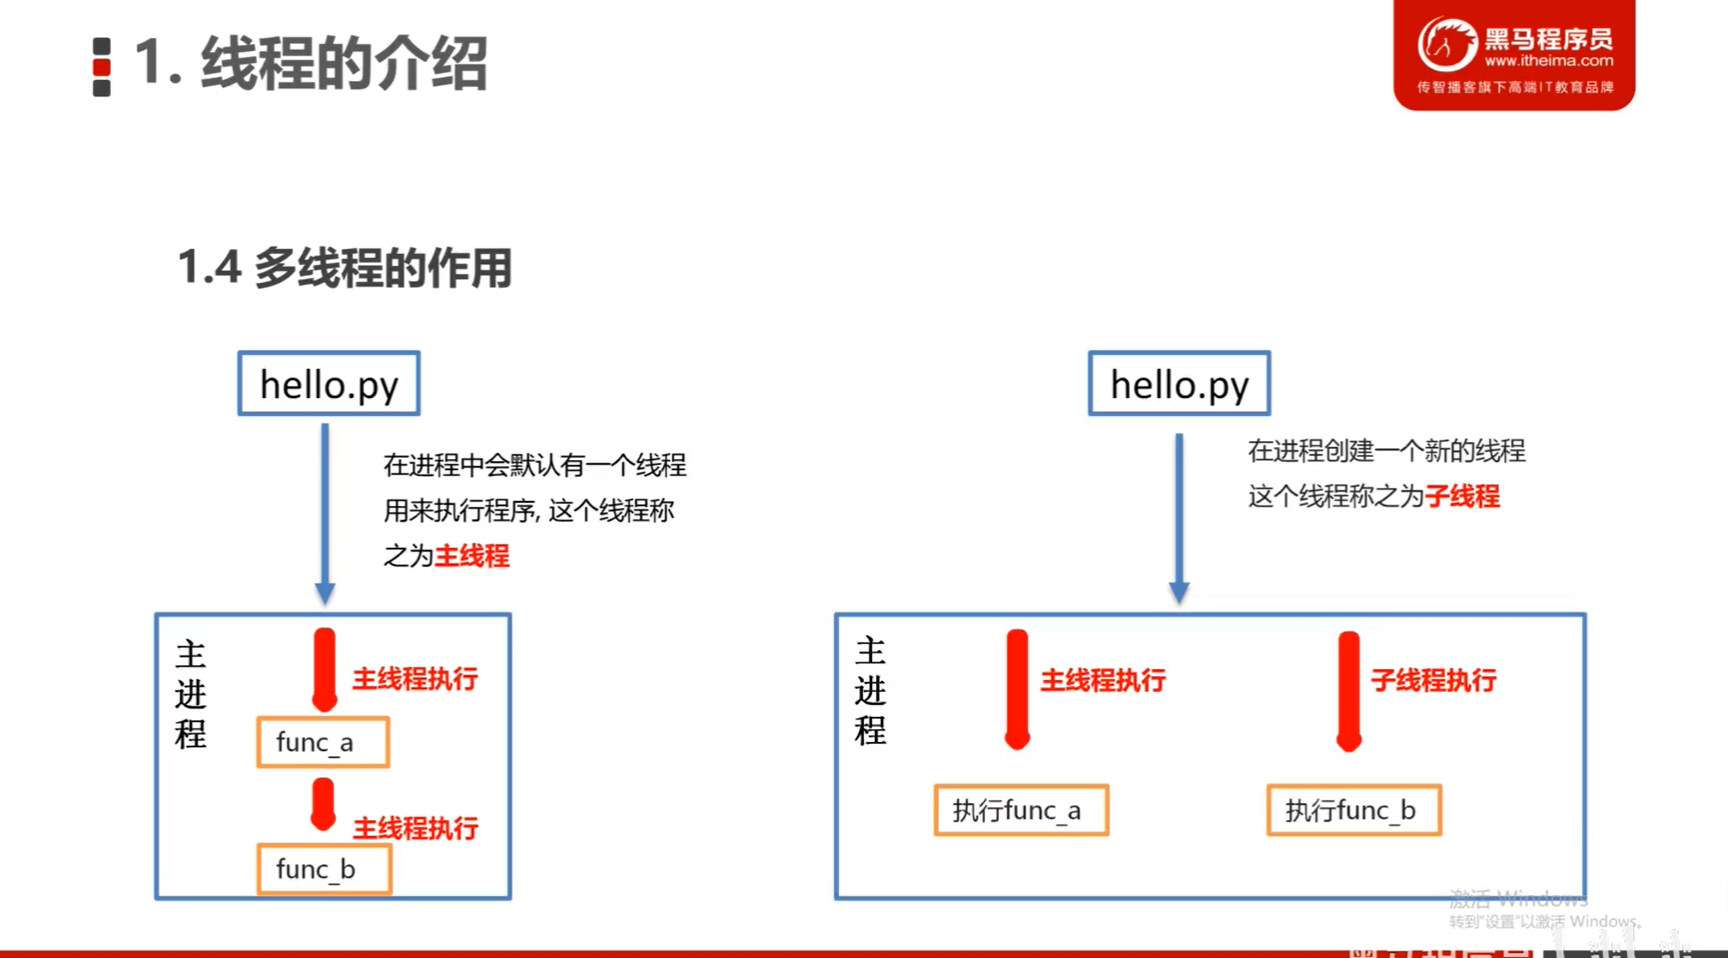 1. 线程的介绍
黑马程序员
www.itheima.com
传智播客旗下高端IT教育品牌
1.4 多线程的作用
hello.py
在进程中会默认有一个线程
用来执行程序, 这个线程称
之为主线程
主进程
主线程执行
func_a
主线程执行
func_b
hello.py
在进程创建一个新的线程
这个线程称之为子线程
主进程
主线程执行
子线程执行
执行func_a
执行func_b
激活 Windows
转到“设置”以激活 Windows。